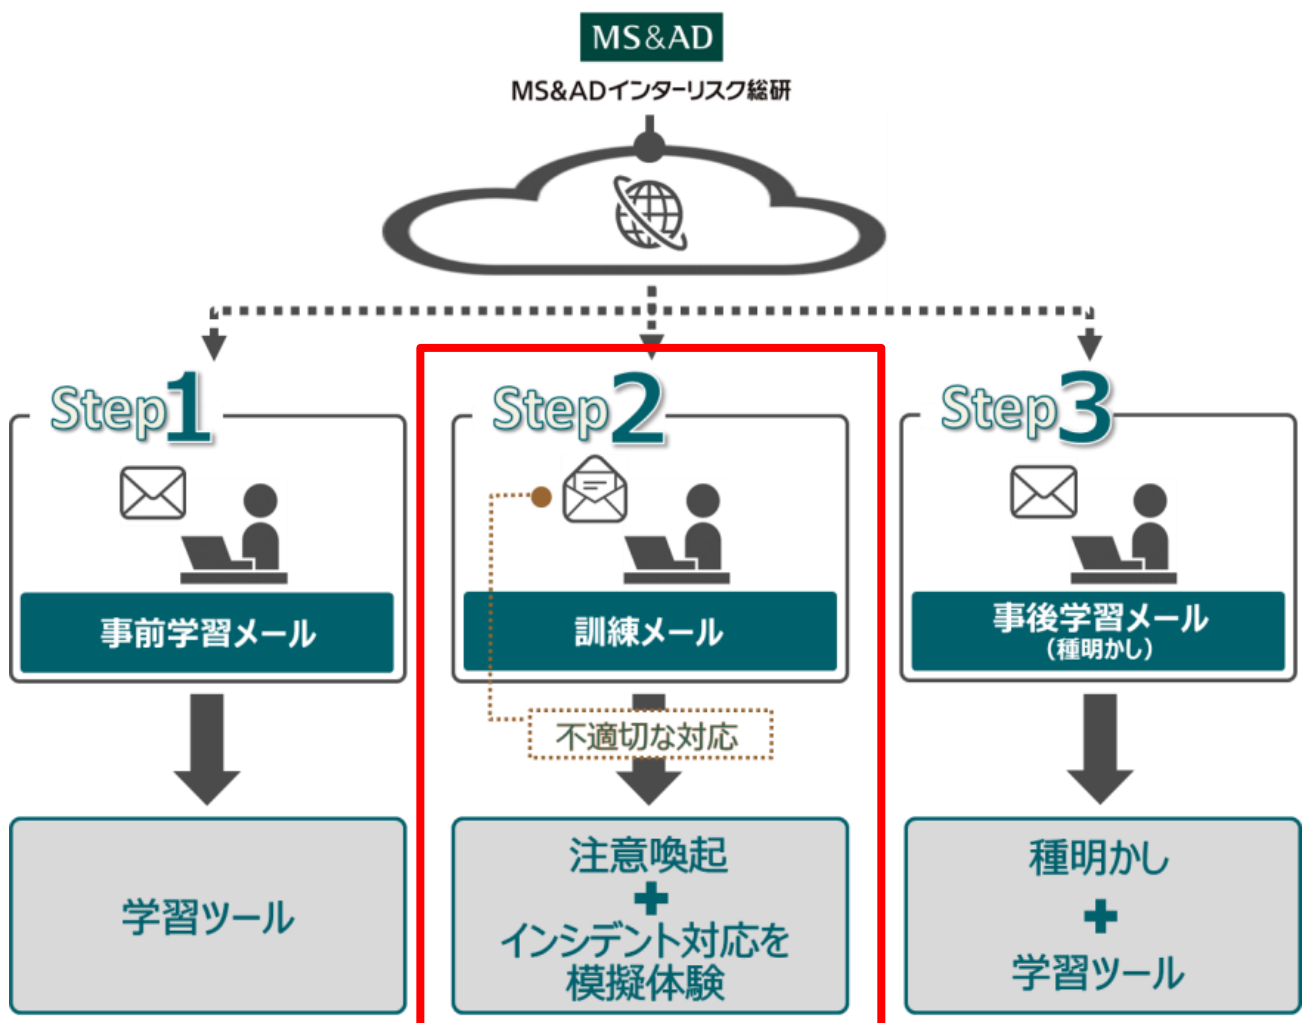 MS&AD
MS&ADインターリスク総研
Step1
事前学習メール
学習ツール
Step2
訓練メール
不適切な対応
注意喚起
+
インシデント対応を
模擬体験
Step3
事後学習メール
(種明かし)
種明かし
+
学習ツール